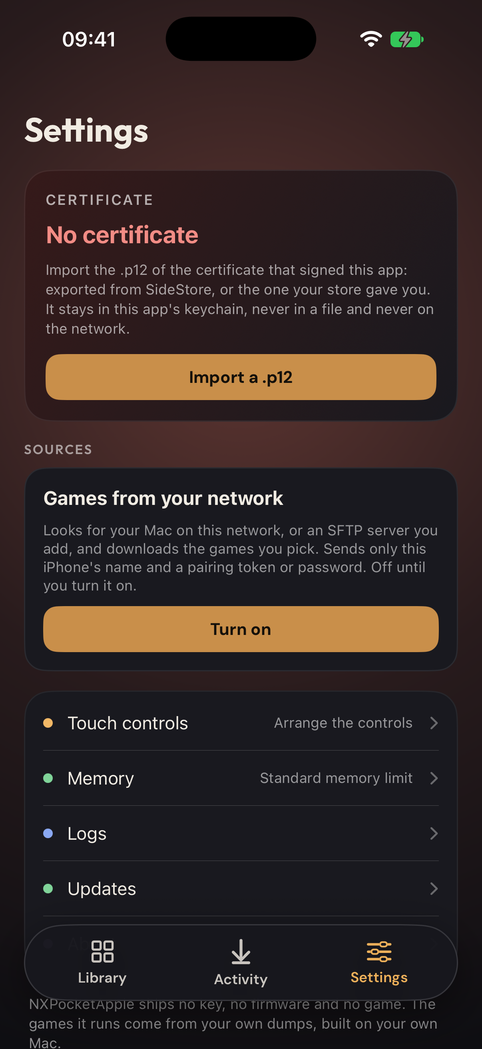 09:41
Settings
CERTIFICATE
No certificate
Import the .p12 of the certificate that signed this app:
exported from SideStore, or the one your store gave you.
It stays in this app's keychain, never in a file and never on
the network.
Import a .p12
SOURCES
Games from your network
Looks for your Mac on this network, or an SFTP server you
add, and downloads the games you pick. Sends only this
iPhone's name and a pairing token or password. Off until
you turn it on.
Turn on
Touch controls Arrange the controls
Memory Standard memory limit
Logs
Updates
Library Activity Settings
NXPocketApple ships no key, no firmware and no game. The
games it runs come from your own dumps, built on your own
Mac.